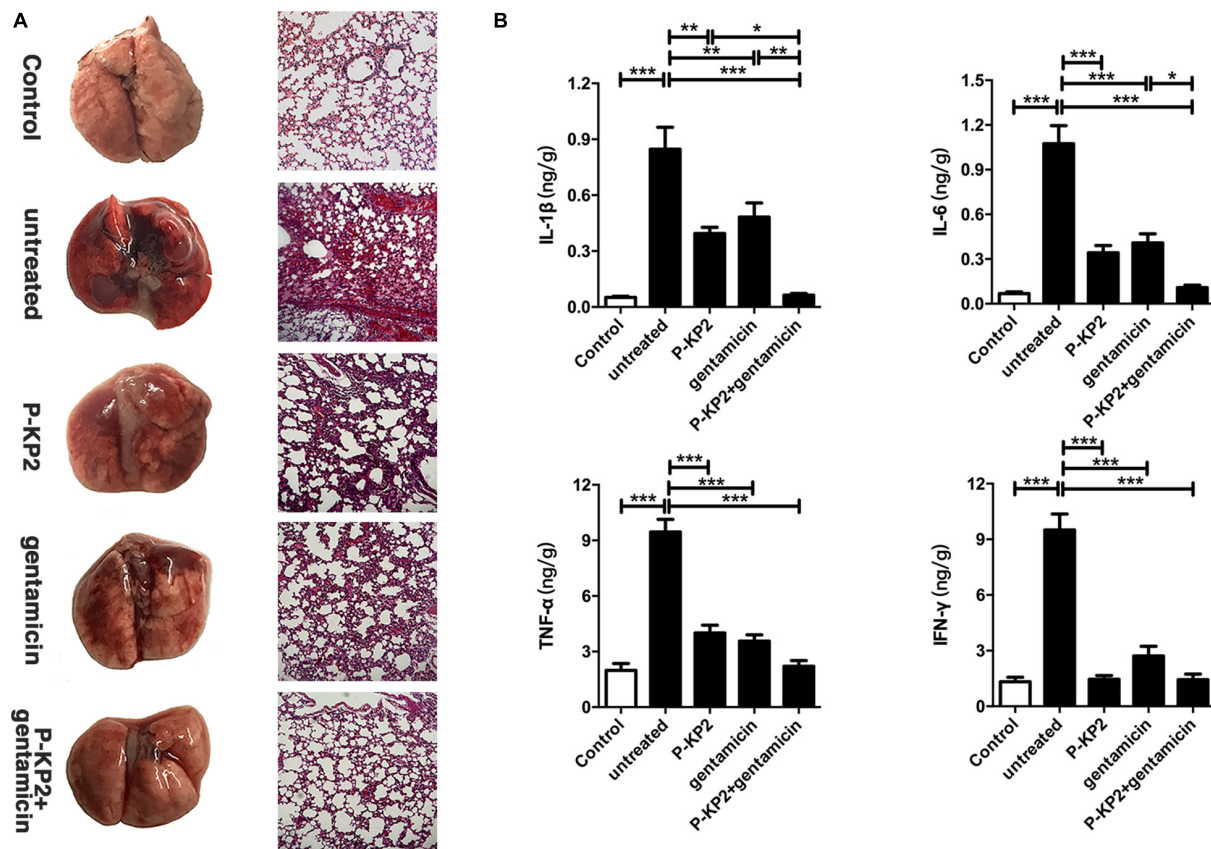 A
Control
untreated
P-KP2
gentamicin
P-KP2+
gentamicin
B
** *
** **
*** ***
IL-1β (ng/g)
1.2
0.9
0.6
0.3
0.0
Control
untreated
P-KP2
gentamicin
P-KP2+gentamicin
***
*** *
*** ***
IL-6 (ng/g)
1.5
1.2
0.9
0.6
0.3
0.0
Control
untreated
P-KP2
gentamicin
P-KP2+gentamicin
***
***
*** ***
TNF-α (ng/g)
12
9
6
3
0
Control
untreated
P-KP2
gentamicin
P-KP2+gentamicin
***
***
*** ***
IFN-γ (ng/g)
12
9
6
3
0
Control
untreated
P-KP2
gentamicin
P-KP2+gentamicin